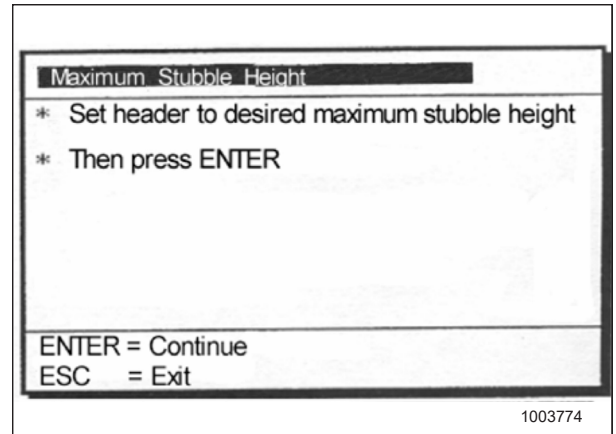 Maximum Stubble Height
* Set header to desired maximum stubble height
* Then press ENTER
ENTER = Continue
ESC = Exit
1003774